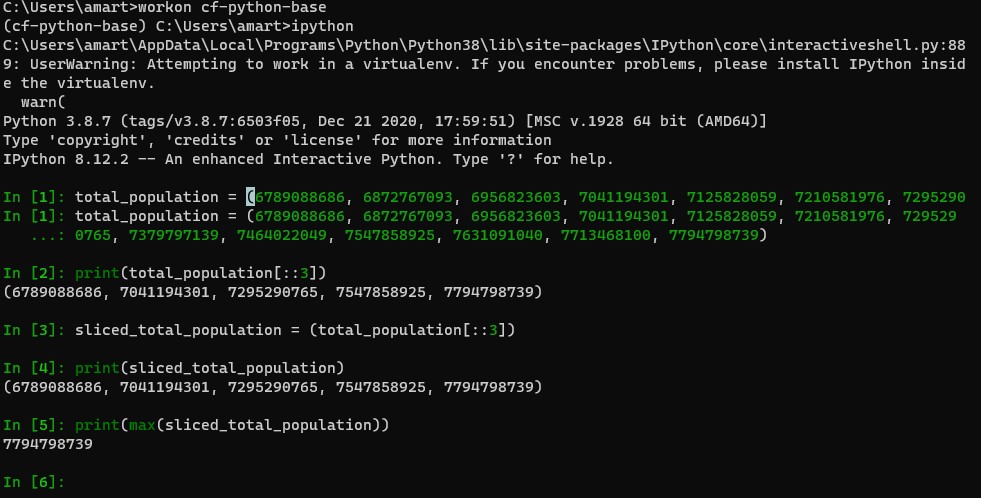 C:\Users\amart>workon cf-python-base
(cf-python-base) C:\Users\amart>ipython
C:\Users\amart\AppData\Local\Programs\Python\Python38\lib\site-packages\IPython\core\interactiveshell.py:88
9: UserWarning: Attempting to work in a virtualenv. If you encounter problems, please install IPython insid
e the virtualenv.
  warn(
Python 3.8.7 (tags/v3.8.7:6503f05, Dec 21 2020, 17:59:51) [MSC v.1928 64 bit (AMD64)]
Type 'copyright', 'credits' or 'license' for more information
IPython 8.12.2 -- An enhanced Interactive Python. Type '?' for help.
In [1]: total_population = (6789088686, 6872767093, 6956823603, 7041194301, 7125828059, 7210581976, 7295290
In [1]: total_population = (6789088686, 6872767093, 6956823603, 7041194301, 7125828059, 7210581976, 729529
   ...: 0765, 7379797139, 7464022049, 7547858925, 7631091040, 7713468100, 7794798739)
In [2]: print(total_population[::3])
(6789088686, 7041194301, 7295290765, 7547858925, 7794798739)
In [3]: sliced_total_population = (total_population[::3])
In [4]: print(sliced_total_population)
(6789088686, 7041194301, 7295290765, 7547858925, 7794798739)
In [5]: print(max(sliced_total_population))
7794798739
In [6]: